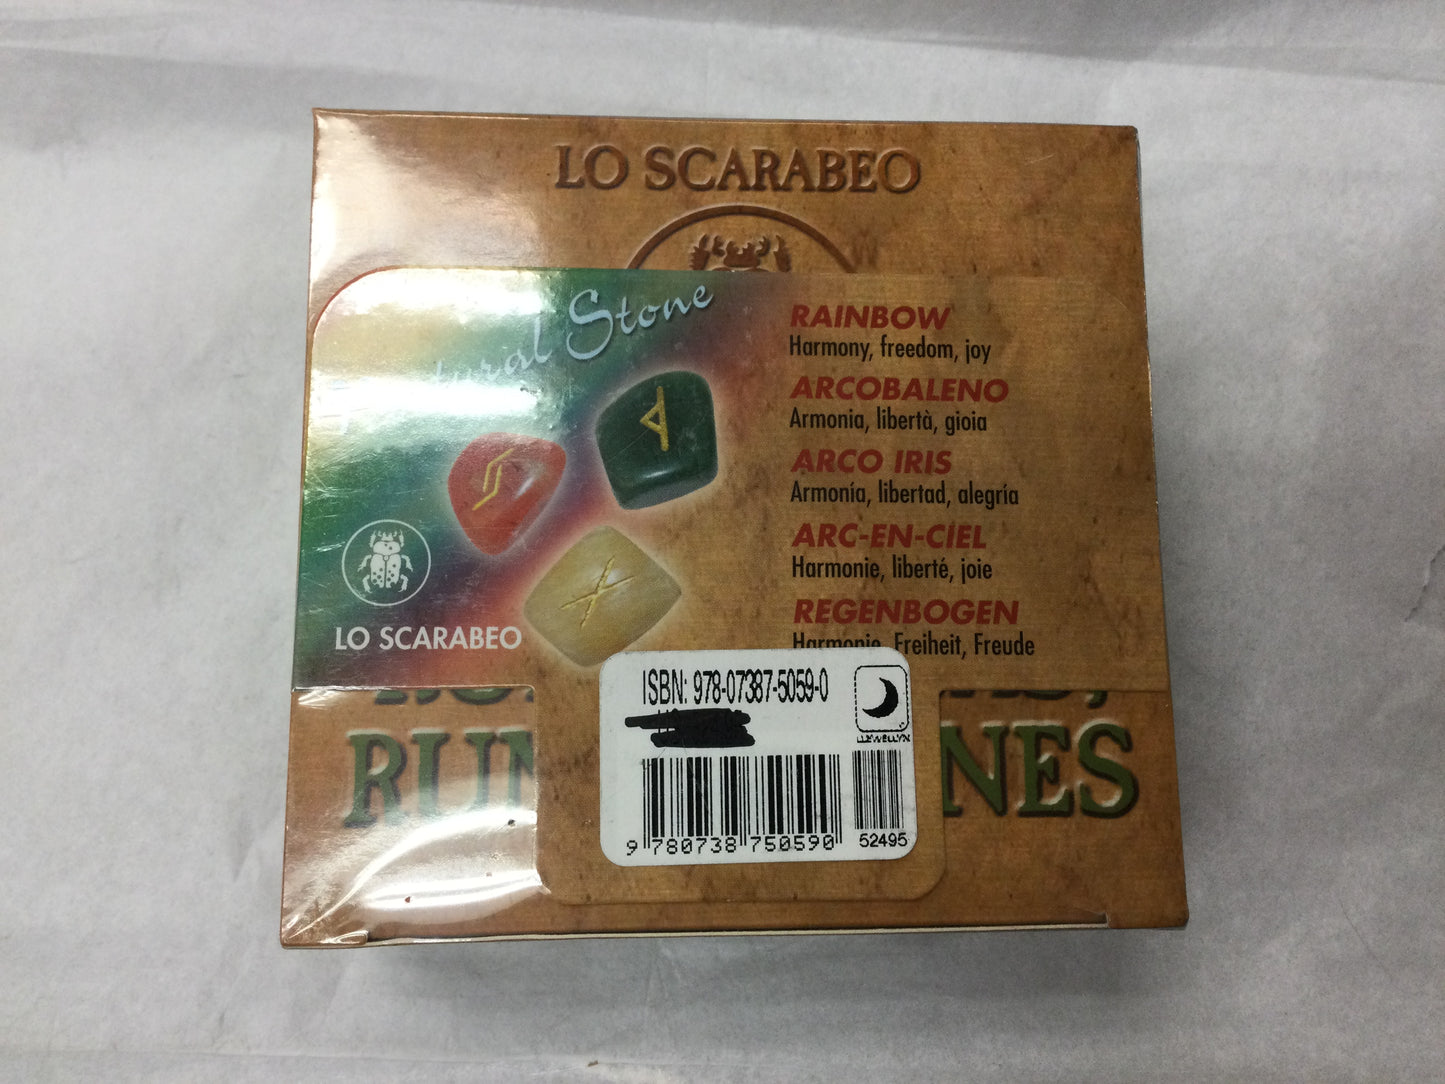 LO SCARABEO
Natural Stone
RAINBOW
Harmony, freedom, joy
ARCOBALENO
Armonia, libertà, gioia
ARCO IRIS
Armonía, libertad, alegría
ARC-EN-CIEL
Harmonie, liberté, joie
REGENBOGEN
Harmonie, Freiheit, Freude
LO SCARABEO
ISBN: 978-07387-5059-0
LLEWELLYN
9 780738 750590
52495